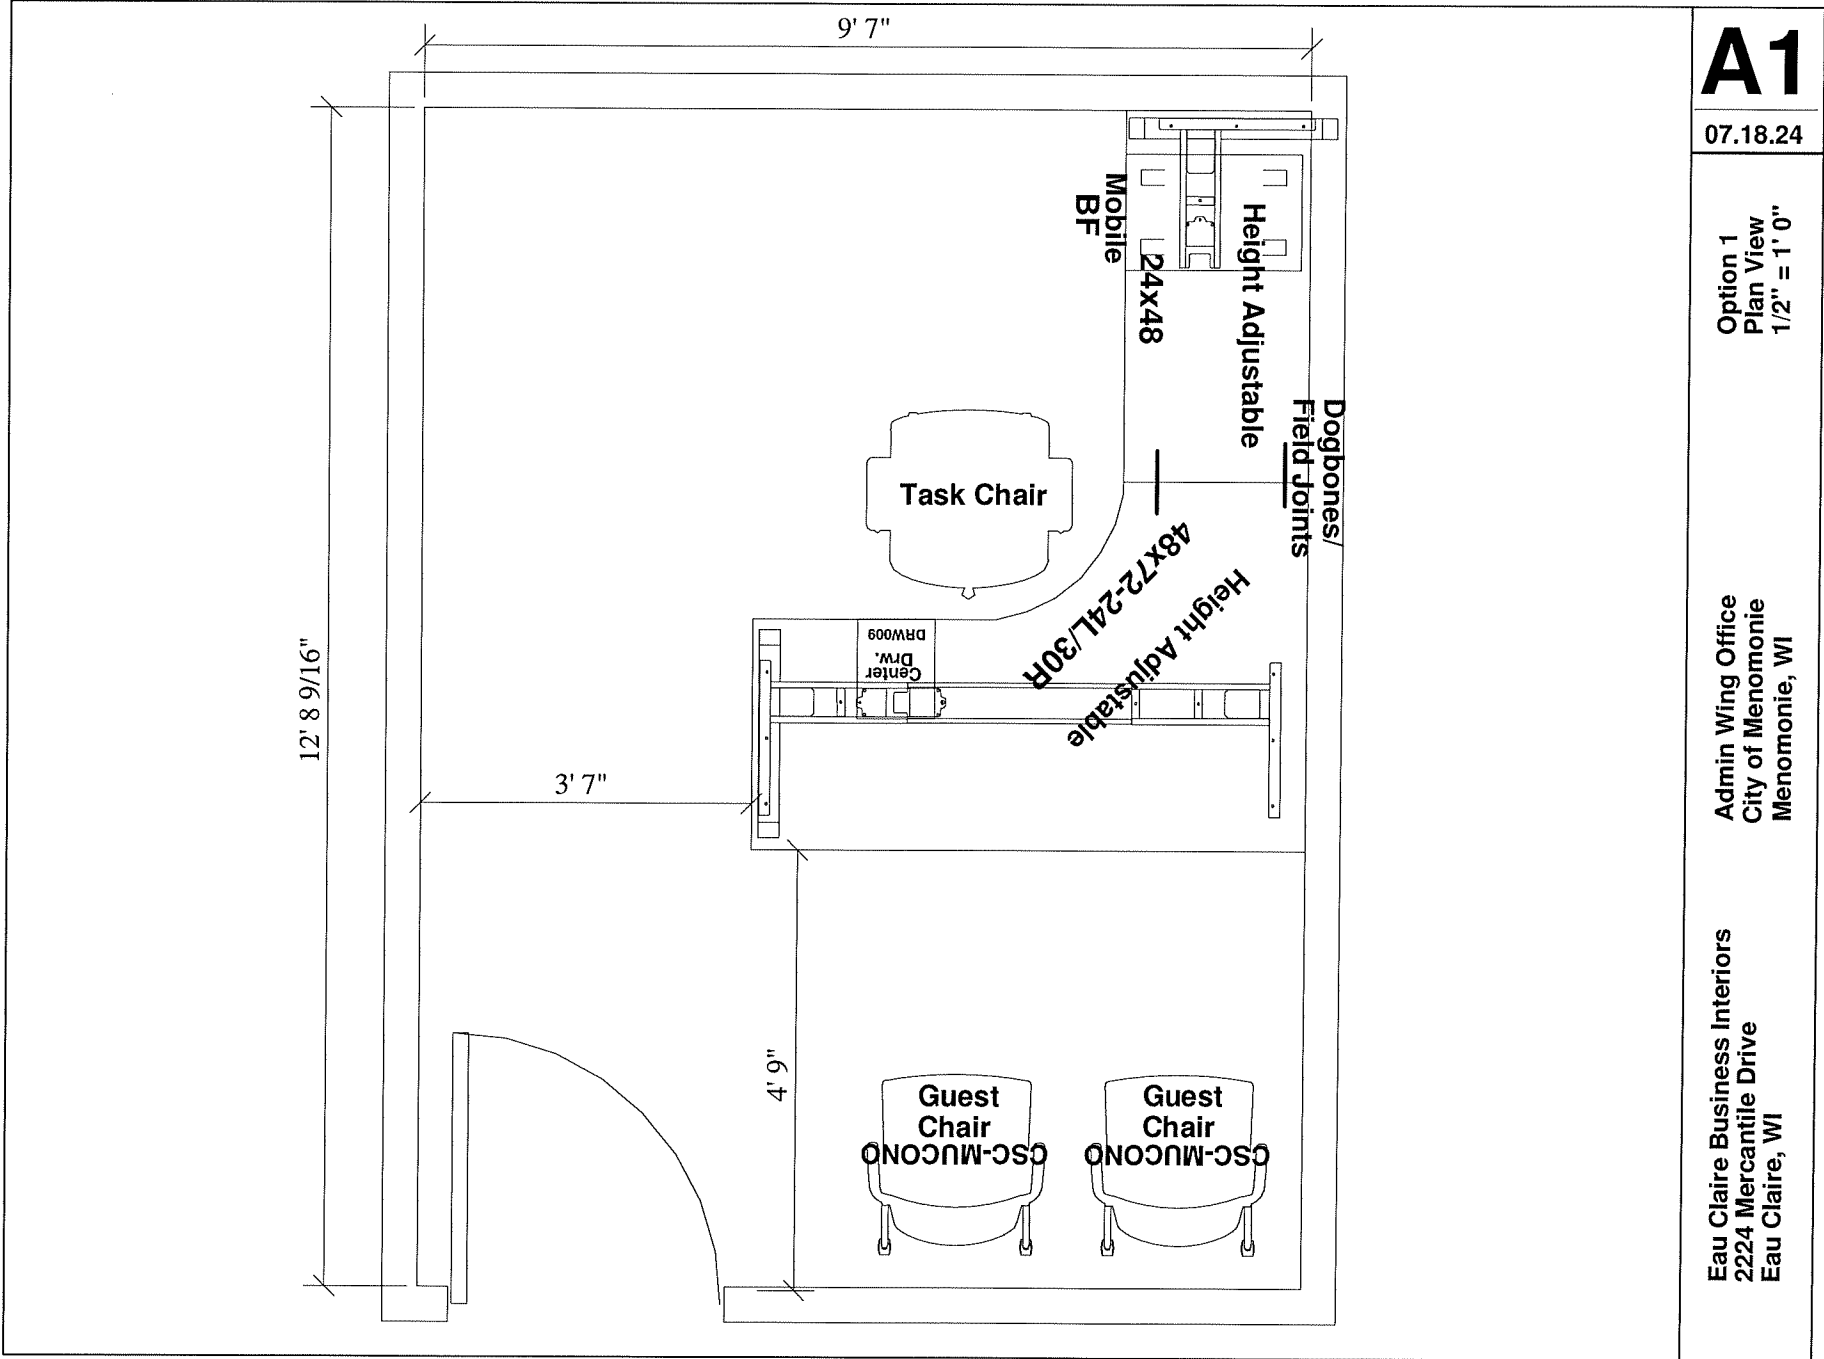 9' 7"
A1
07.18.24
Option 1
Plan View
1/2" = 1' 0"
Admin Wing Office
City of Menomonie
Menomonie, WI
Eau Claire Business Interiors
2224 Mercantile Drive
Eau Claire, WI
Mobile
BF
24x48
Height Adjustable
Dogbones/
Field Joints
Task Chair
48x72-24L/30R
Height Adjustable
Center
Drw.
DRW009
12' 8 9/16"
3' 7"
4' 9"
Guest
Chair
CSC-MUCONO
Guest
Chair
CSC-MUCONO